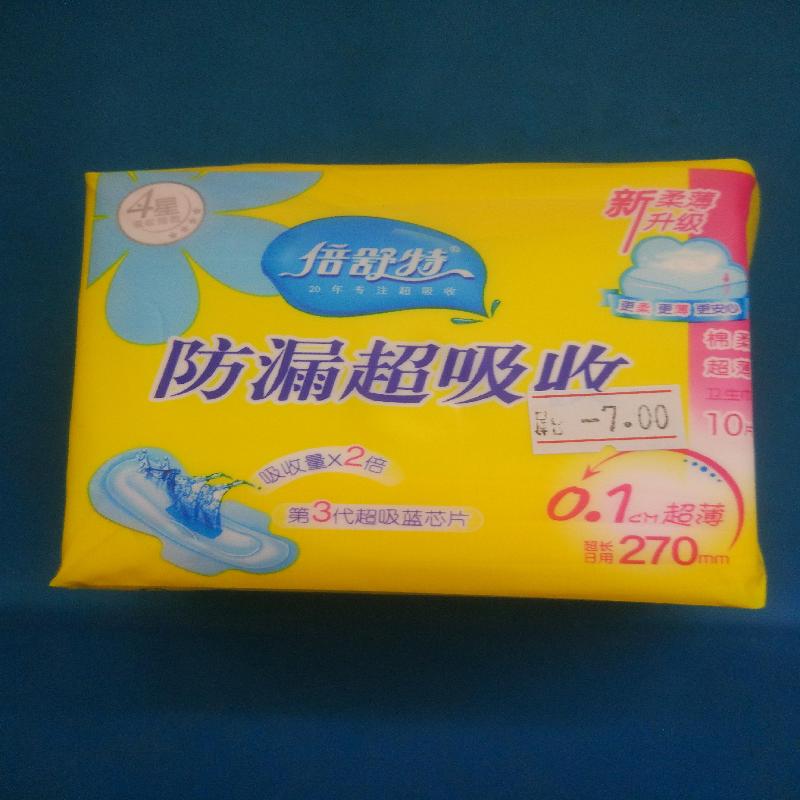 4星
倍舒特®
20年专注超吸收
新 柔薄
升级
更柔 更薄 更安心
防漏超吸收
棉柔
超薄
卫生巾
10片
-7.00
吸收量×2倍
第3代超吸蓝芯片
0.1CM超薄
超长
日用
270mm